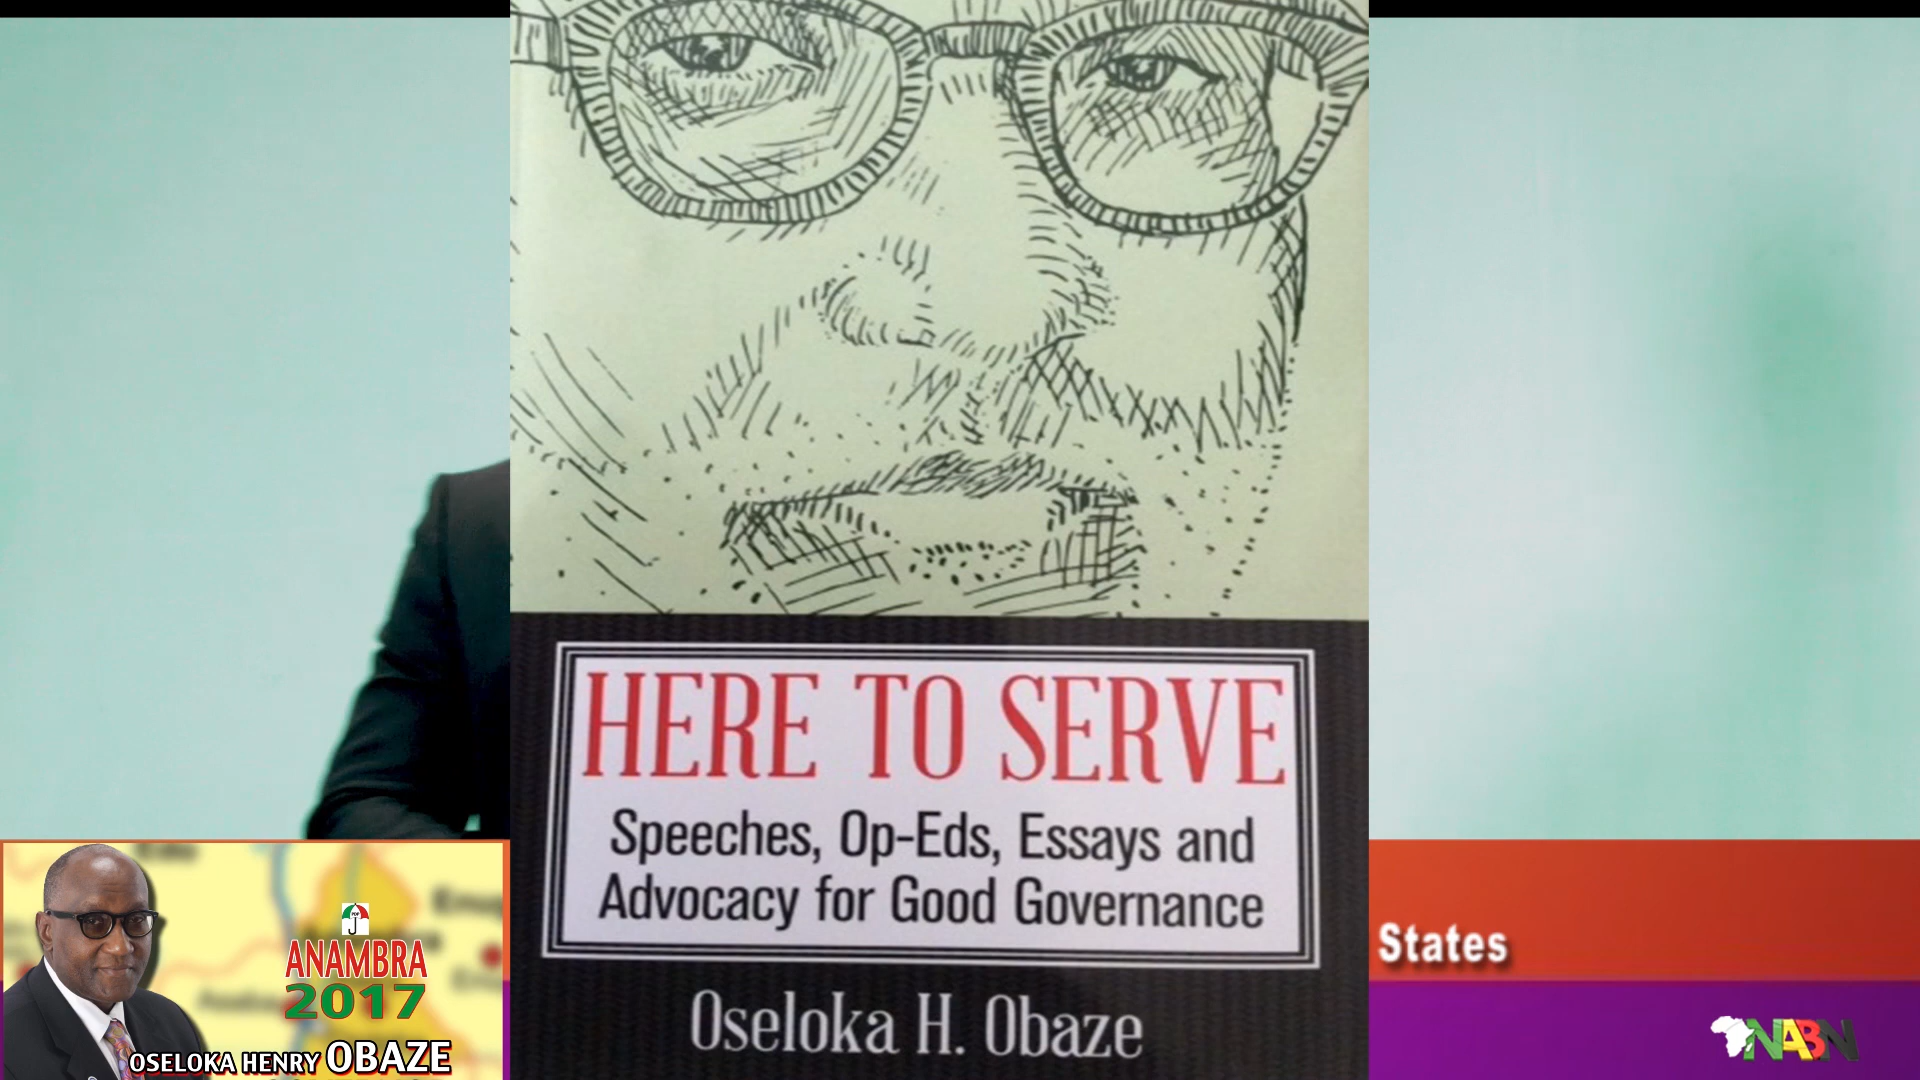 HERE TO SERVE
Speeches, Op-Eds, Essays and
Advocacy for Good Governance
Oseloka H. Obaze
PDP
ANAMBRA
2017
OSELOKA HENRY OBAZE
States
NABN